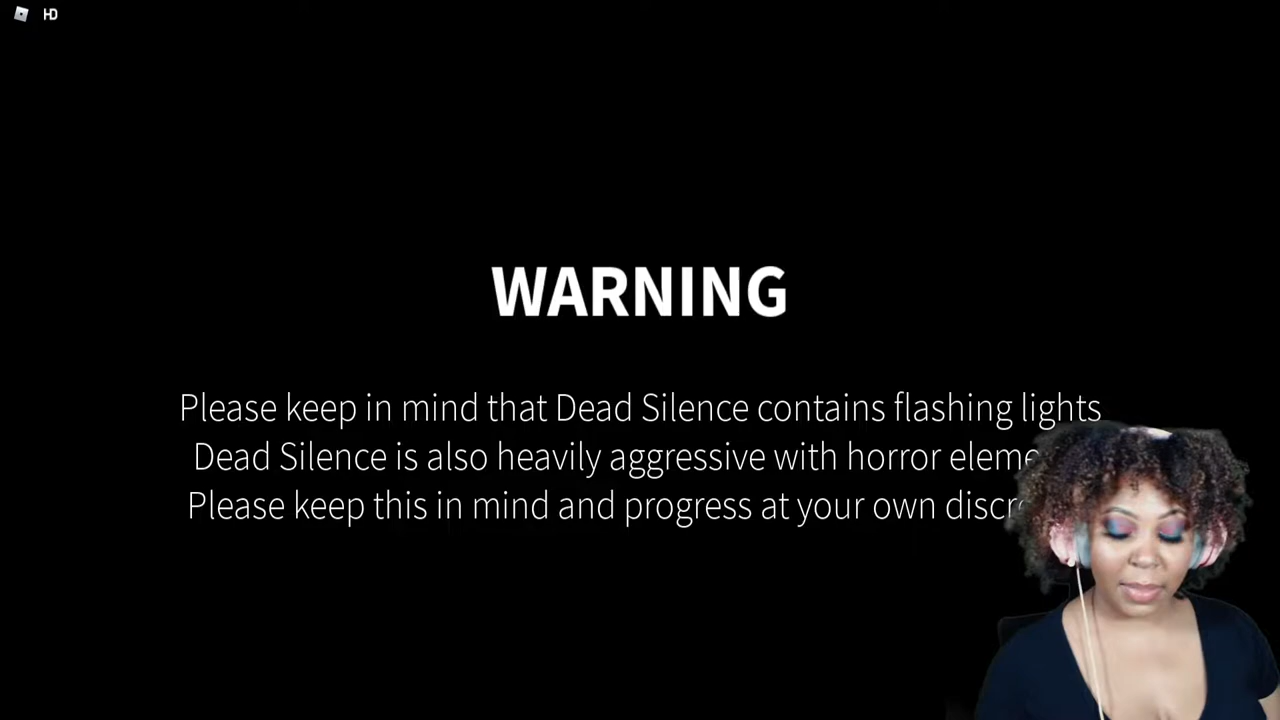 HD
WARNING
Please keep in mind that Dead Silence contains flashing lights
Dead Silence is also heavily aggressive with horror
Please keep this in mind and progress at your own